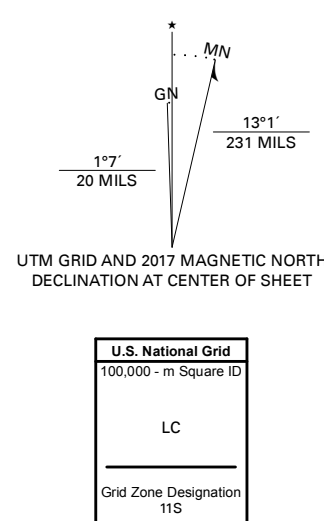 ★
MN
GN
13°1´
231 MILS
1°7´
20 MILS
UTM GRID AND 2017 MAGNETIC NORTH
DECLINATION AT CENTER OF SHEET
U.S. National Grid
100,000 - m Square ID
LC
Grid Zone Designation
11S